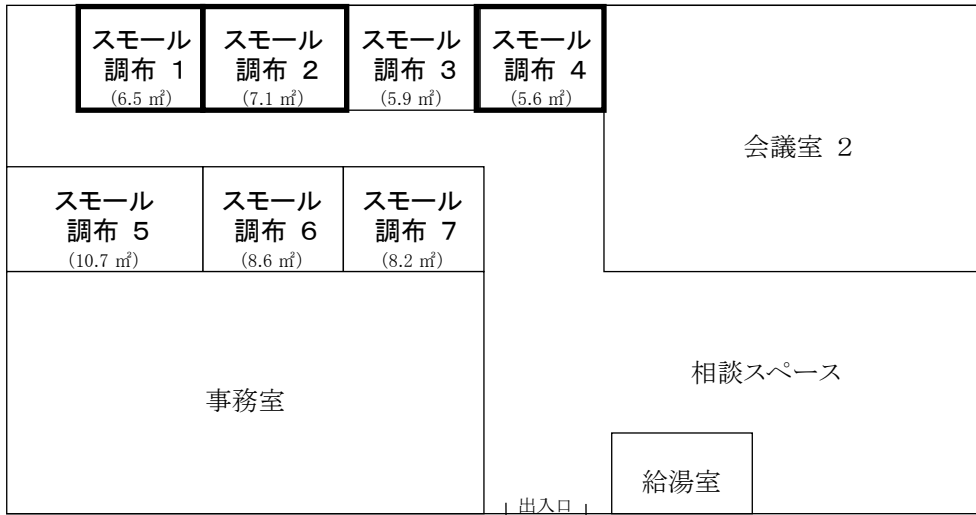 スモール
調布 1
(6.5 ㎡)
スモール
調布 2
(7.1 ㎡)
スモール
調布 3
(5.9 ㎡)
スモール
調布 4
(5.6 ㎡)
会議室 2
スモール
調布 5
(10.7 ㎡)
スモール
調布 6
(8.6 ㎡)
スモール
調布 7
(8.2 ㎡)
相談スペース
事務室
給湯室
出入口